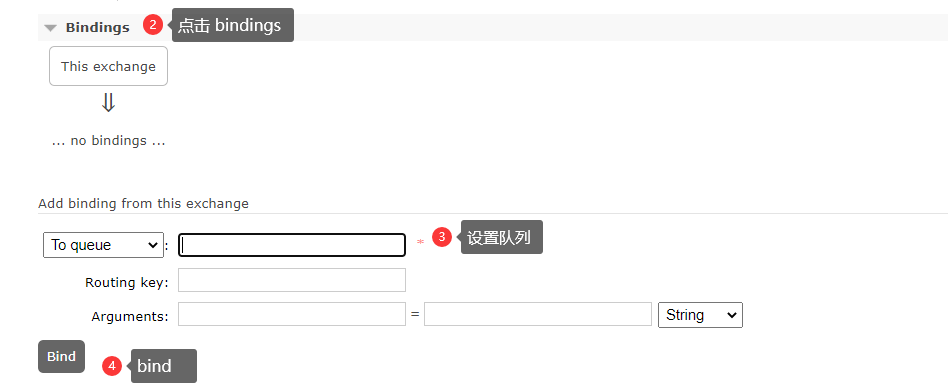 Bindings 2 点击 bindings
This exchange
⇓
... no bindings ...
Add binding from this exchange
To queue : * 3 设置队列
Routing key:
Arguments: = String
Bind 4 bind